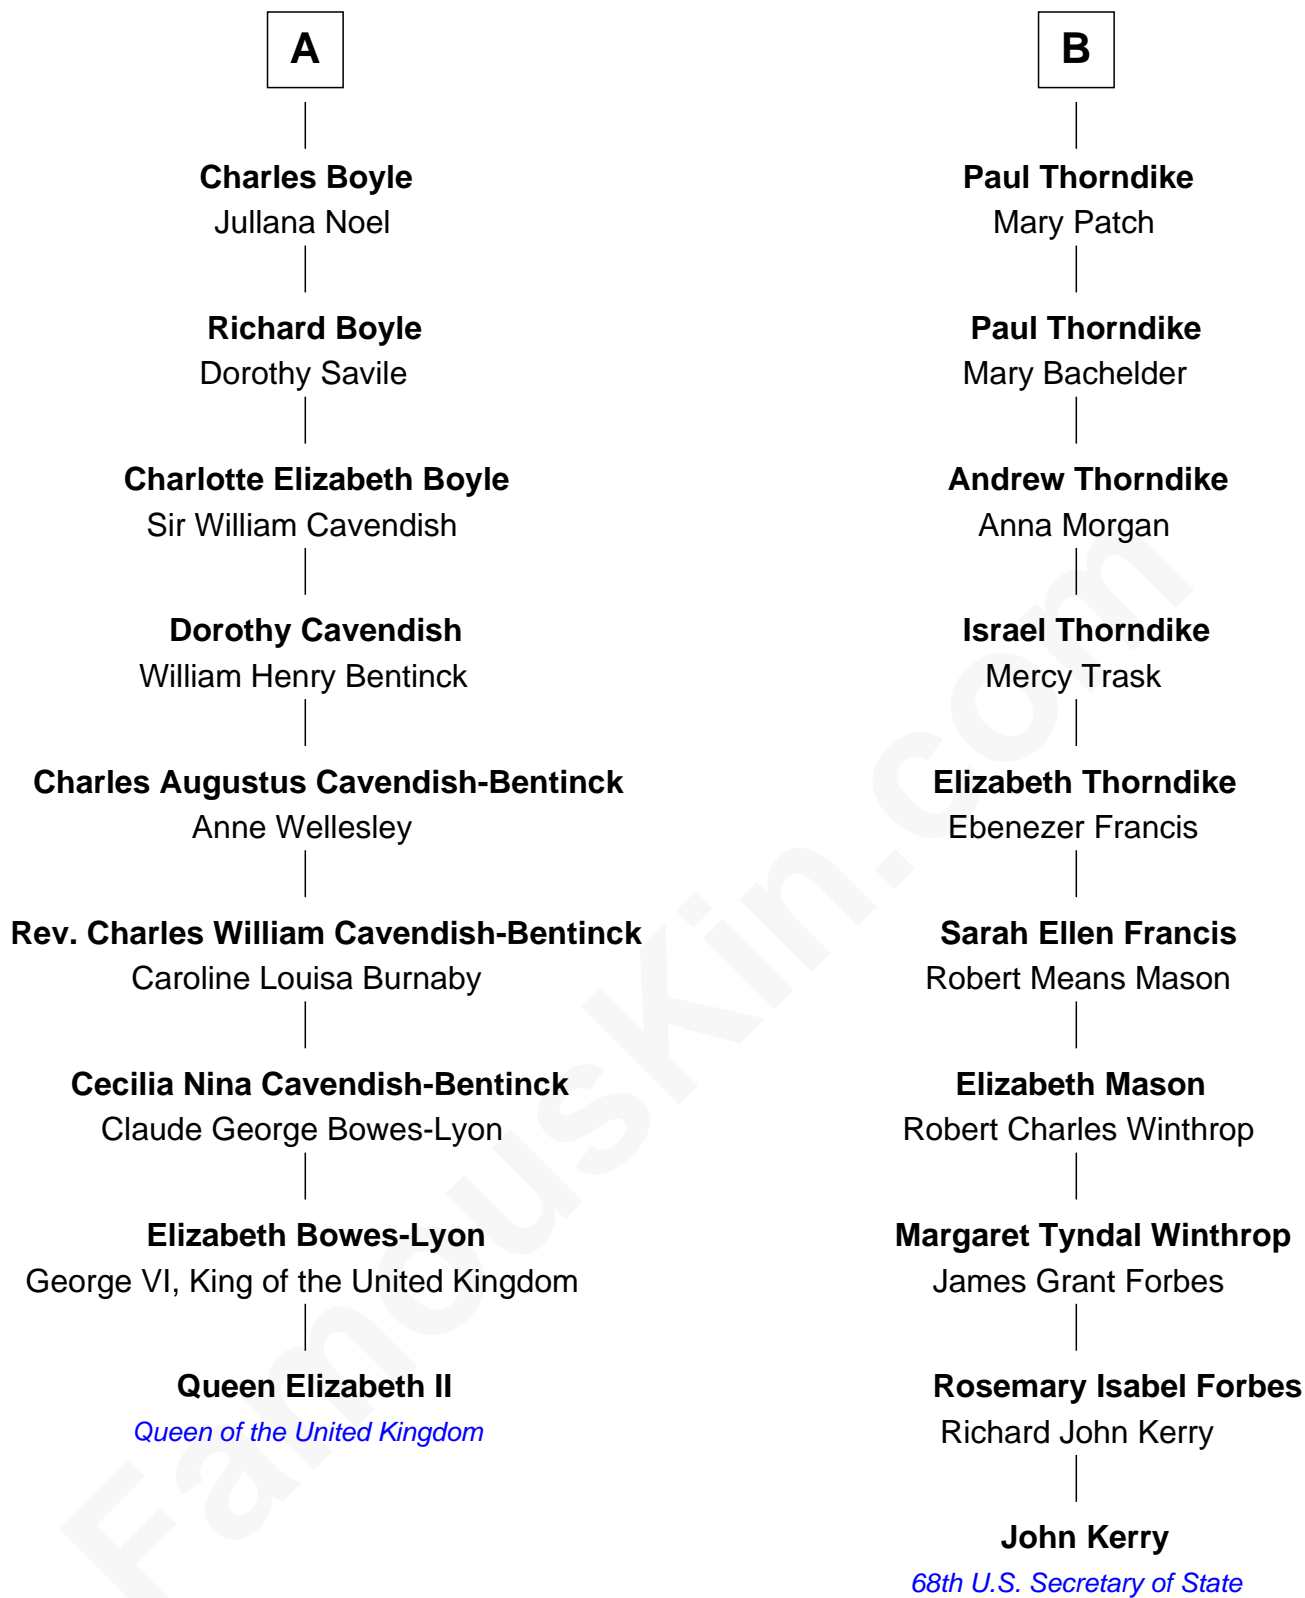 A
Charles Boyle
Jullana Noel
Richard Boyle
Dorothy Savile
Charlotte Elizabeth Boyle
Sir William Cavendish
Dorothy Cavendish
William Henry Bentinck
Charles Augustus Cavendish-Bentinck
Anne Wellesley
Rev. Charles William Cavendish-Bentinck
Caroline Louisa Burnaby
Cecilia Nina Cavendish-Bentinck
Claude George Bowes-Lyon
Elizabeth Bowes-Lyon
George VI, King of the United Kingdom
Queen Elizabeth II
Queen of the United Kingdom
B
Paul Thorndike
Mary Patch
Paul Thorndike
Mary Bachelder
Andrew Thorndike
Anna Morgan
Israel Thorndike
Mercy Trask
Elizabeth Thorndike
Ebenezer Francis
Sarah Ellen Francis
Robert Means Mason
Elizabeth Mason
Robert Charles Winthrop
Margaret Tyndal Winthrop
James Grant Forbes
Rosemary Isabel Forbes
Richard John Kerry
John Kerry
68th U.S. Secretary of State
FamousKin.com